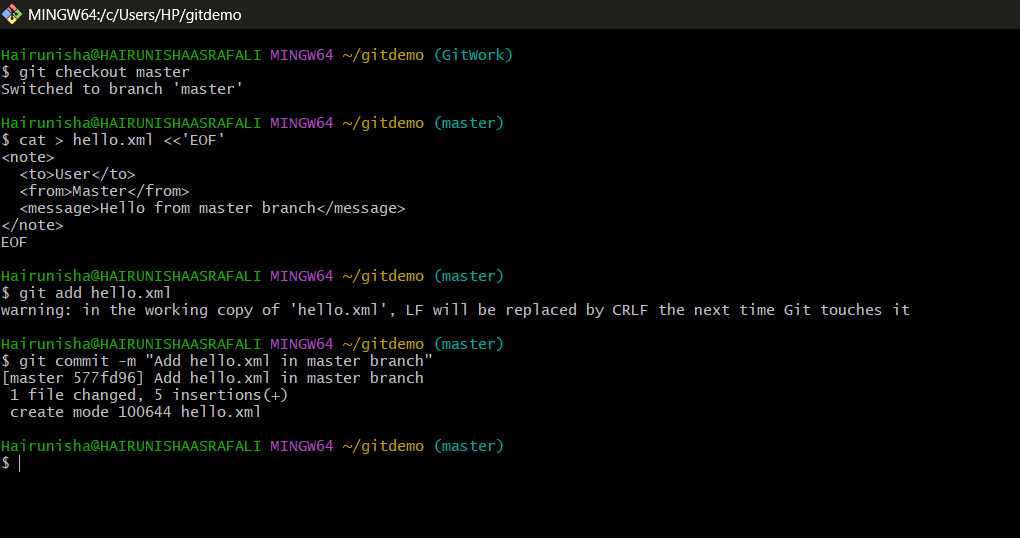 MINGW64:/c/Users/HP/gitdemo
Hairunisha@HAIRUNISHAASRAFALI MINGW64 ~/gitdemo (GitWork)
$ git checkout master
Switched to branch 'master'
Hairunisha@HAIRUNISHAASRAFALI MINGW64 ~/gitdemo (master)
$ cat > hello.xml <<'EOF'
<note>
  <to>User</to>
  <from>Master</from>
  <message>Hello from master branch</message>
</note>
EOF
Hairunisha@HAIRUNISHAASRAFALI MINGW64 ~/gitdemo (master)
$ git add hello.xml
warning: in the working copy of 'hello.xml', LF will be replaced by CRLF the next time Git touches it
Hairunisha@HAIRUNISHAASRAFALI MINGW64 ~/gitdemo (master)
$ git commit -m "Add hello.xml in master branch"
[master 577fd96] Add hello.xml in master branch
 1 file changed, 5 insertions(+)
 create mode 100644 hello.xml
Hairunisha@HAIRUNISHAASRAFALI MINGW64 ~/gitdemo (master)
$